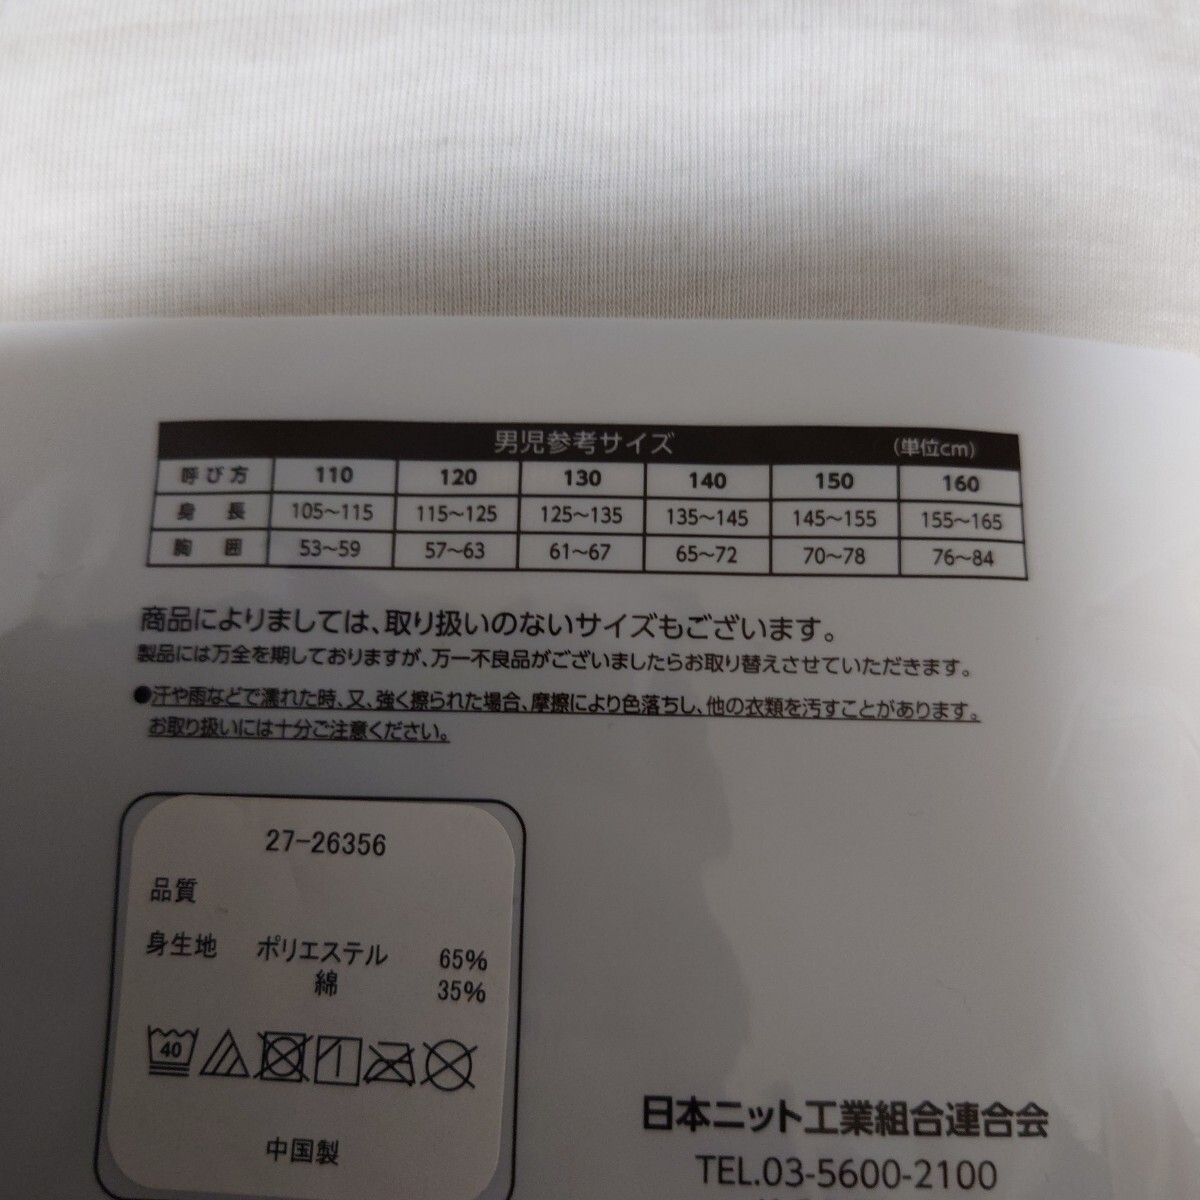 男児参考サイズ (単位cm)
呼び方 110 120 130 140 150 160
身長 105〜115 115〜125 125〜135 135〜145 145〜155 155〜165
胸囲 53〜59 57〜63 61〜67 65〜72 70〜78 76〜84
商品によりましては、取り扱いのないサイズもございます。
製品には万全を期しておりますが、万一不良品がございましたらお取り替えさせていただきます。
●汗や雨などで濡れた時、又、強く擦られた場合、摩擦により色落ちし、他の衣類を汚すことがあります。
お取り扱いには十分ご注意ください。
27-26356
品質
身生地 ポリエステル 65%
綿 35%
40
中国製
日本ニット工業組合連合会
TEL.03-5600-2100